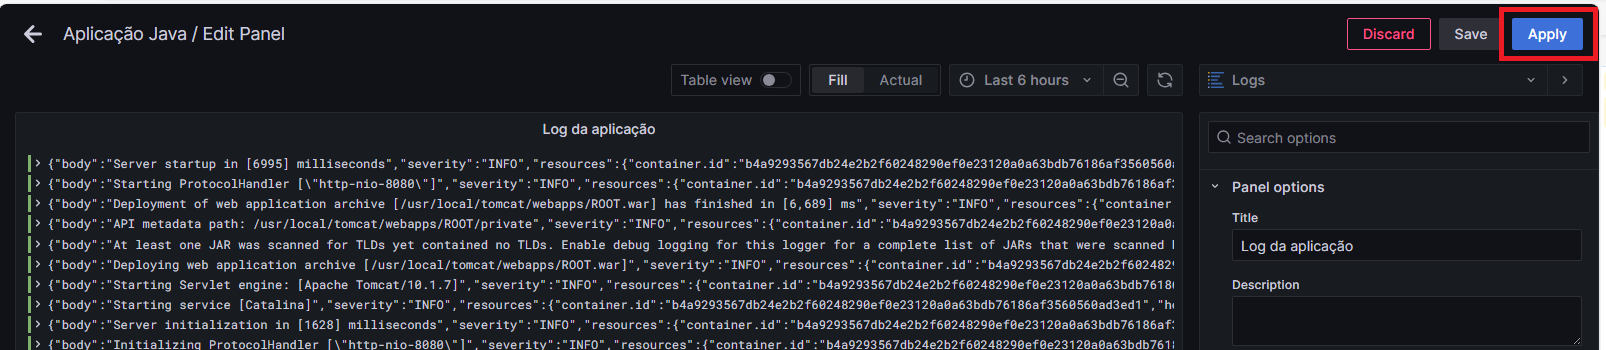 Aplicação Java / Edit Panel
Discard
Save
Apply
Table view
Fill
Actual
Last 6 hours
Logs
Log da aplicação
{"body":"Server startup in [6995] milliseconds","severity":"INFO","resources":{"container.id":"b4a9293567db24e2b2f60248290ef0e23120a0a63bdb76186af3560560a
{"body":"Starting ProtocolHandler [\"http-nio-8080\"]","severity":"INFO","resources":{"container.id":"b4a9293567db24e2b2f60248290ef0e23120a0a63bdb76186af3
{"body":"Deployment of web application archive [/usr/local/tomcat/webapps/ROOT.war] has finished in [6,689] ms","severity":"INFO","resources":{"container
{"body":"API metadata path: /usr/local/tomcat/webapps/ROOT/private","severity":"INFO","resources":{"container.id":"b4a9293567db24e2b2f60248290ef0e23120a0a
{"body":"At least one JAR was scanned for TLDs yet contained no TLDs. Enable debug logging for this logger for a complete list of JARs that were scanned
{"body":"Deploying web application archive [/usr/local/tomcat/webapps/ROOT.war]","severity":"INFO","resources":{"container.id":"b4a9293567db24e2b2f602482
{"body":"Starting Servlet engine: [Apache Tomcat/10.1.7]","severity":"INFO","resources":{"container.id":"b4a9293567db24e2b2f60248290ef0e23120a0a63bdb76186
{"body":"Starting service [Catalina]","severity":"INFO","resources":{"container.id":"b4a9293567db24e2b2f60248290ef0e23120a0a63bdb76186af3560560ad3ed1","h
{"body":"Server initialization in [1628] milliseconds","severity":"INFO","resources":{"container.id":"b4a9293567db24e2b2f60248290ef0e23120a0a63bdb76186af3
{"body":"Initializing ProtocolHandler [\"http-nio-8080\"]","severity":"INFO","resources":{"container.id":"b4a9293567db24e2b2f60248290ef0e23120a0a63bdb7618
Search options
Panel options
Title
Log da aplicação
Description